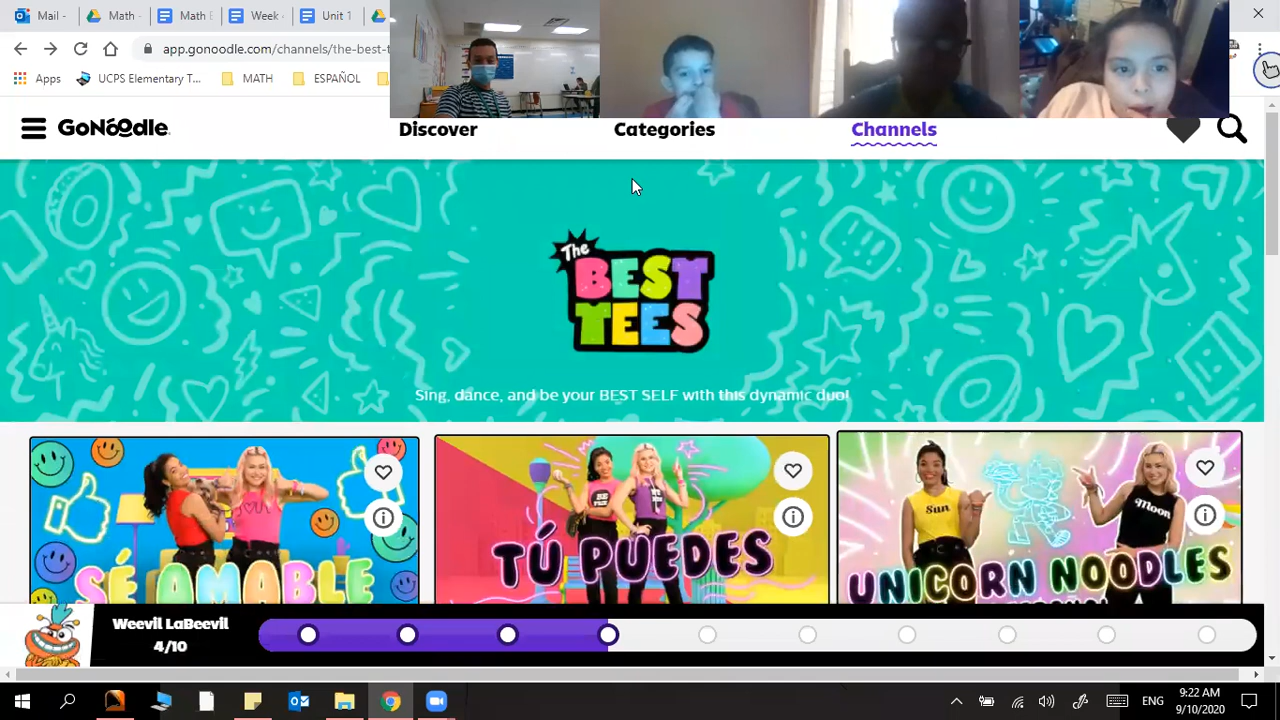 Mail -
Math
Math E
Week
Unit 1
app.gonoodle.com/channels/the-best-t
Apps
UCPS Elementary T...
MATH
ESPAÑOL
GoNoodle
Discover
Categories
Channels
The
BEST
TEES
Sing, dance, and be your BEST SELF with this dynamic duo!
SÉ AMABLE
TÚ PUEDES
Sun
Moon
UNICORN NOODLES
Weevil LaBeevil
4/10
ENG
9:22 AM
9/10/2020